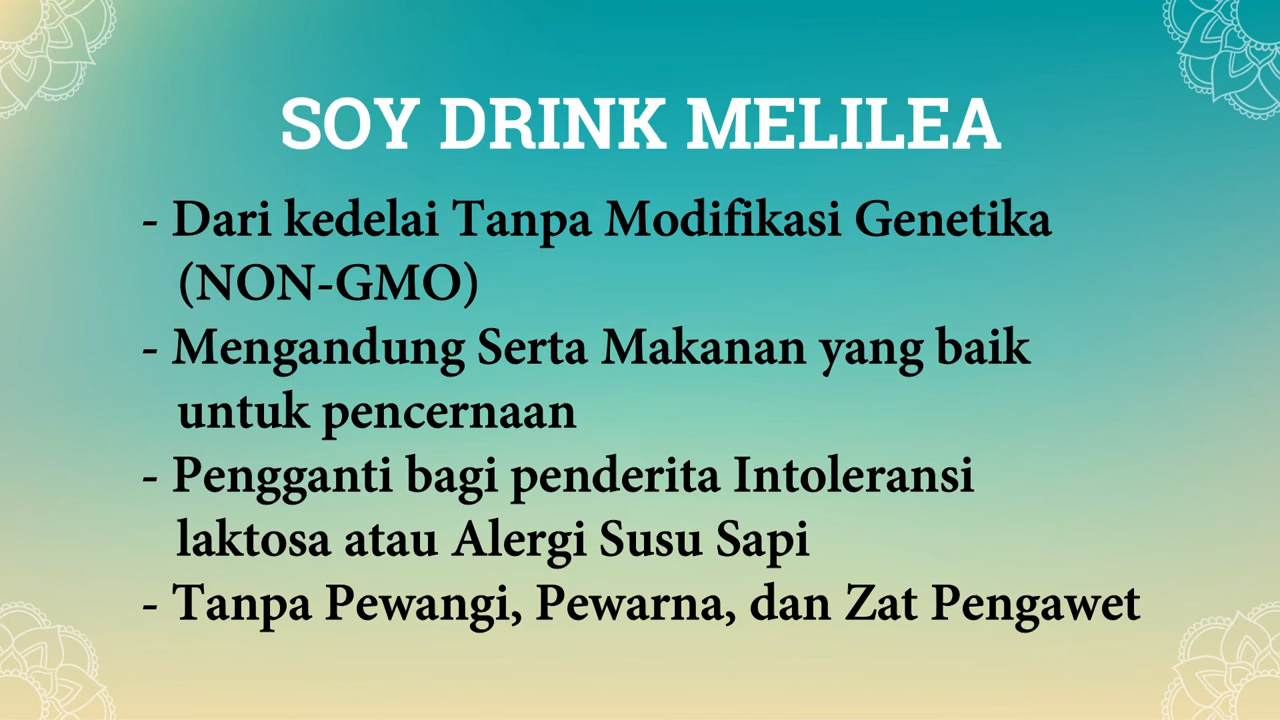 SOY DRINK MELILEA
- Dari kedelai Tanpa Modifikasi Genetika
(NON-GMO)
- Mengandung Serta Makanan yang baik
untuk pencernaan
- Pengganti bagi penderita Intoleransi
laktosa atau Alergi Susu Sapi
- Tanpa Pewangi, Pewarna, dan Zat Pengawet